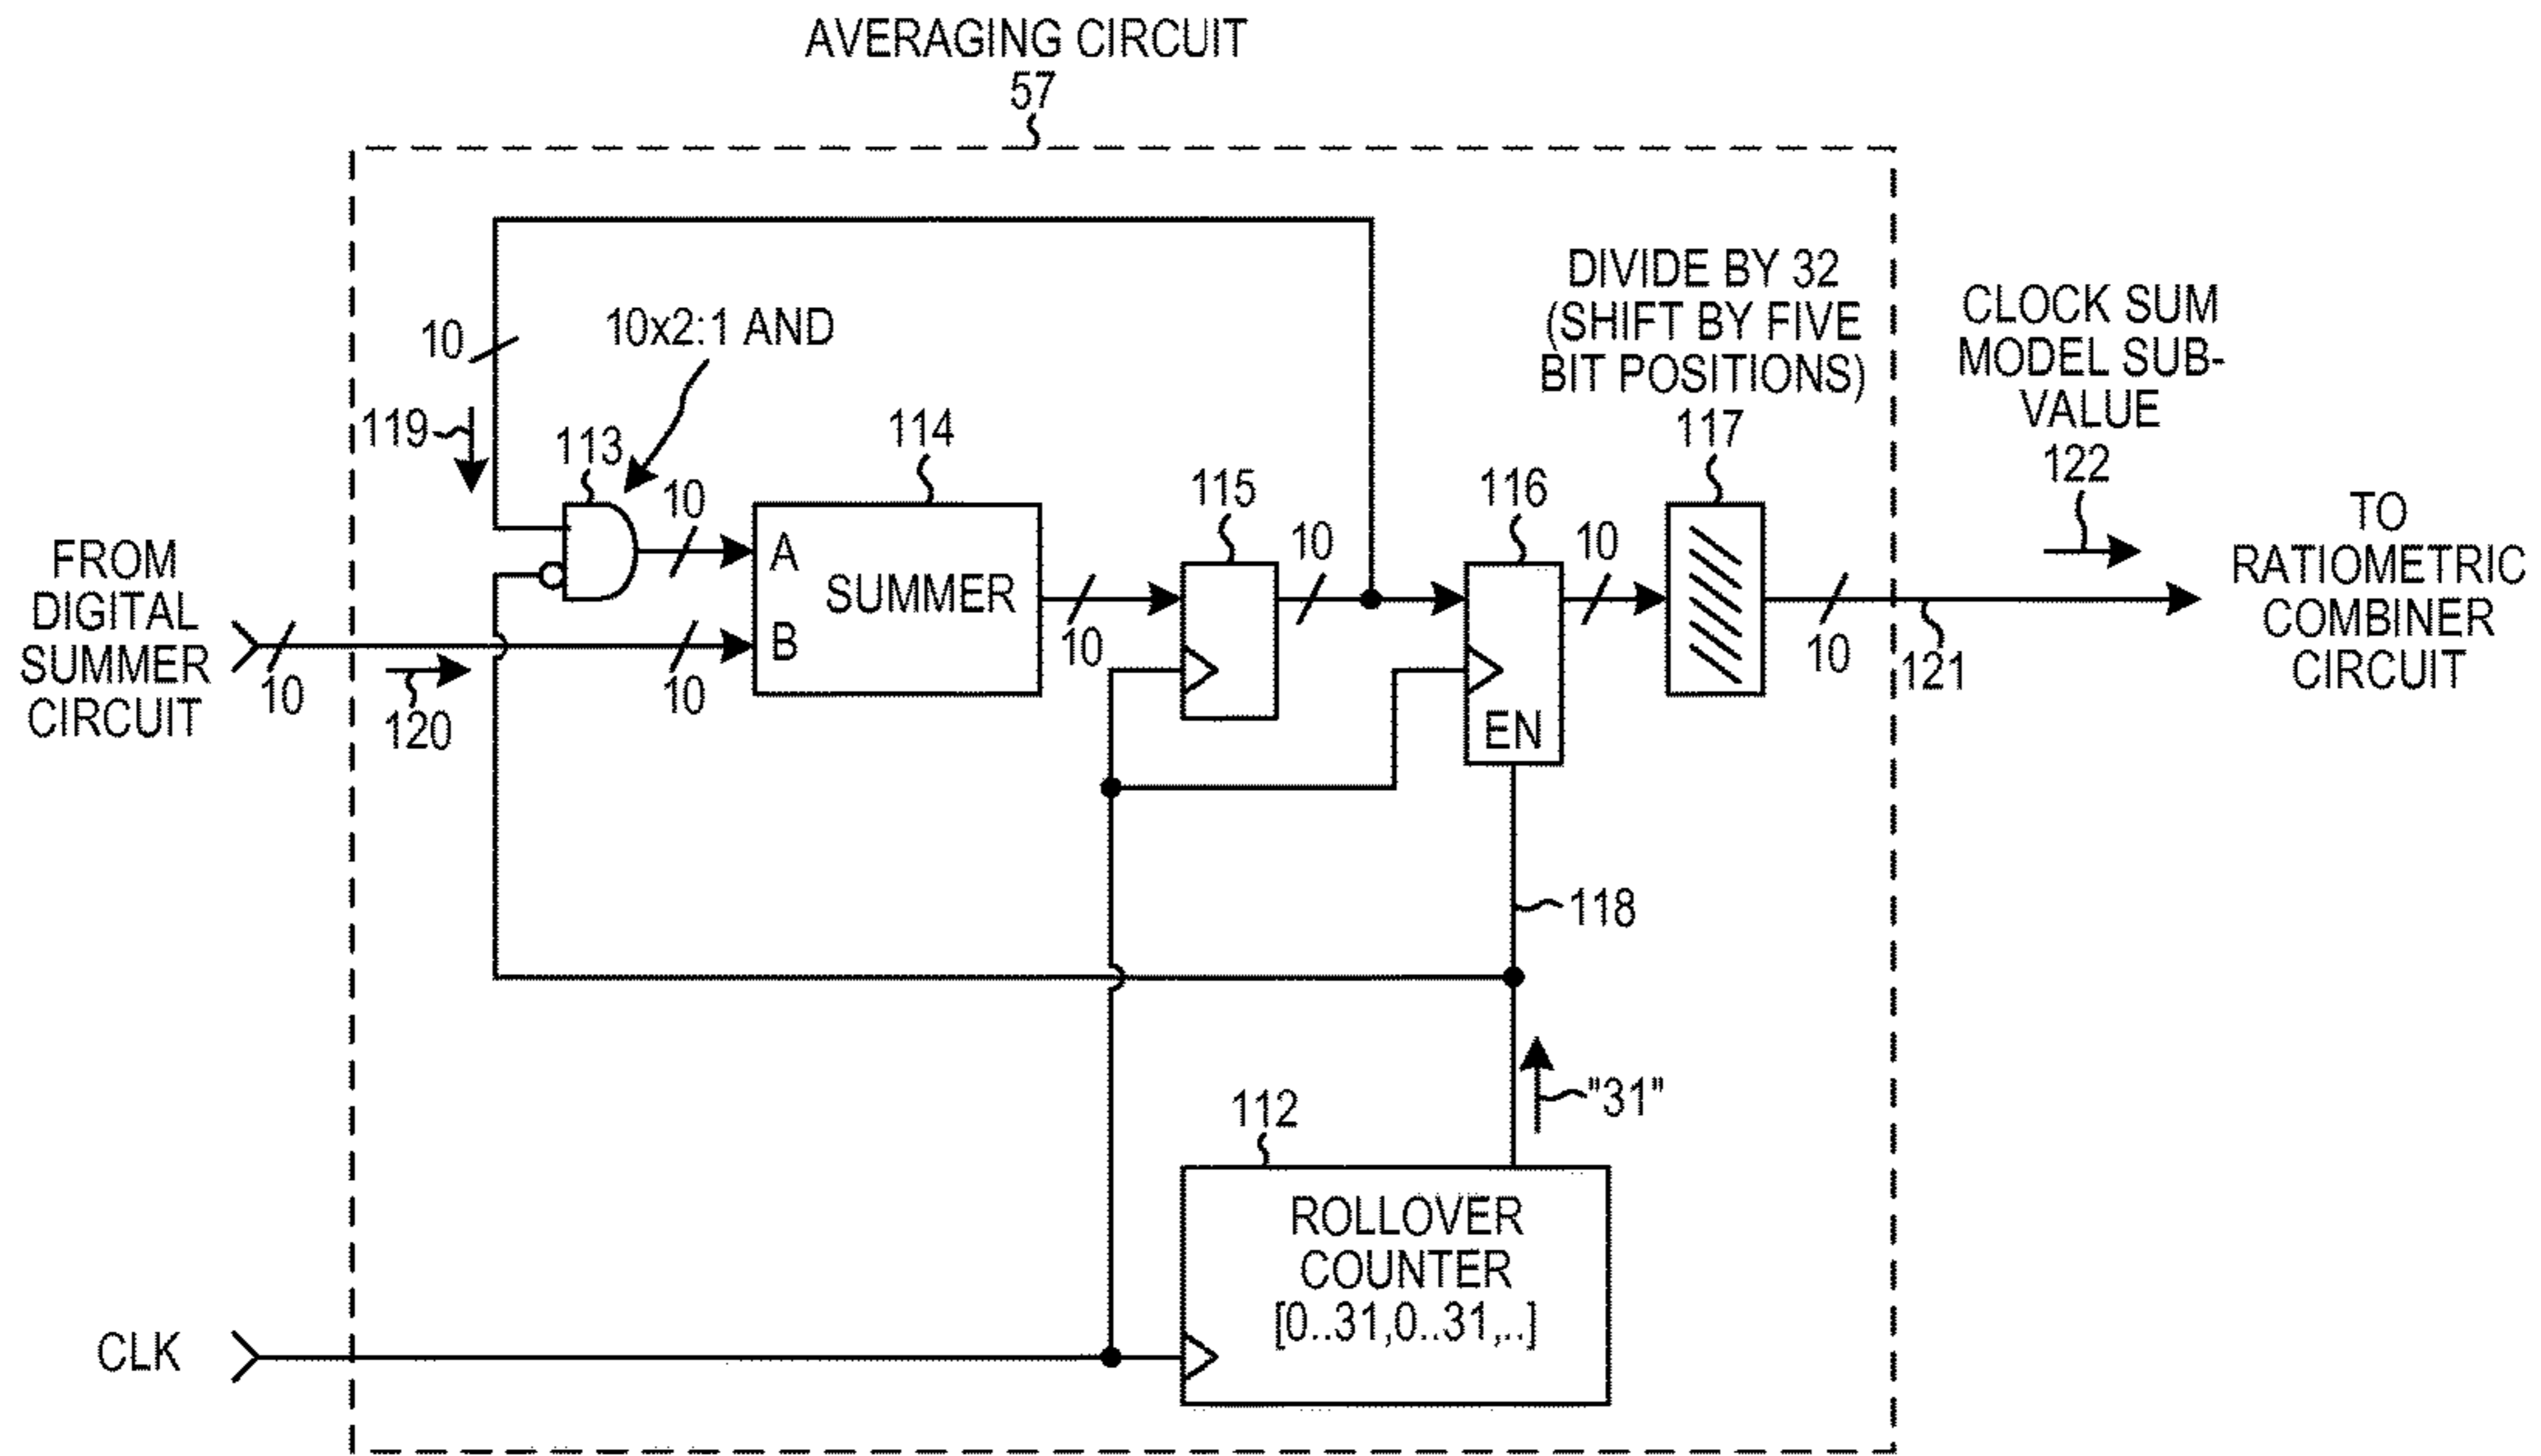 AVERAGING CIRCUIT
57
DIVIDE BY 32
(SHIFT BY FIVE
BIT POSITIONS)
117
CLOCK SUM
MODEL SUB-
VALUE
122
10
10x2:1 AND
119
113
10
114
115
10
116
10
TO
RATIOMETRIC
COMBINER
CIRCUIT
FROM
DIGITAL
SUMMER
CIRCUIT
A
SUMMER
B
10
10
121
10
120
10
EN
118
"31"
112
ROLLOVER
COUNTER
[0..31,0..31,..]
CLK